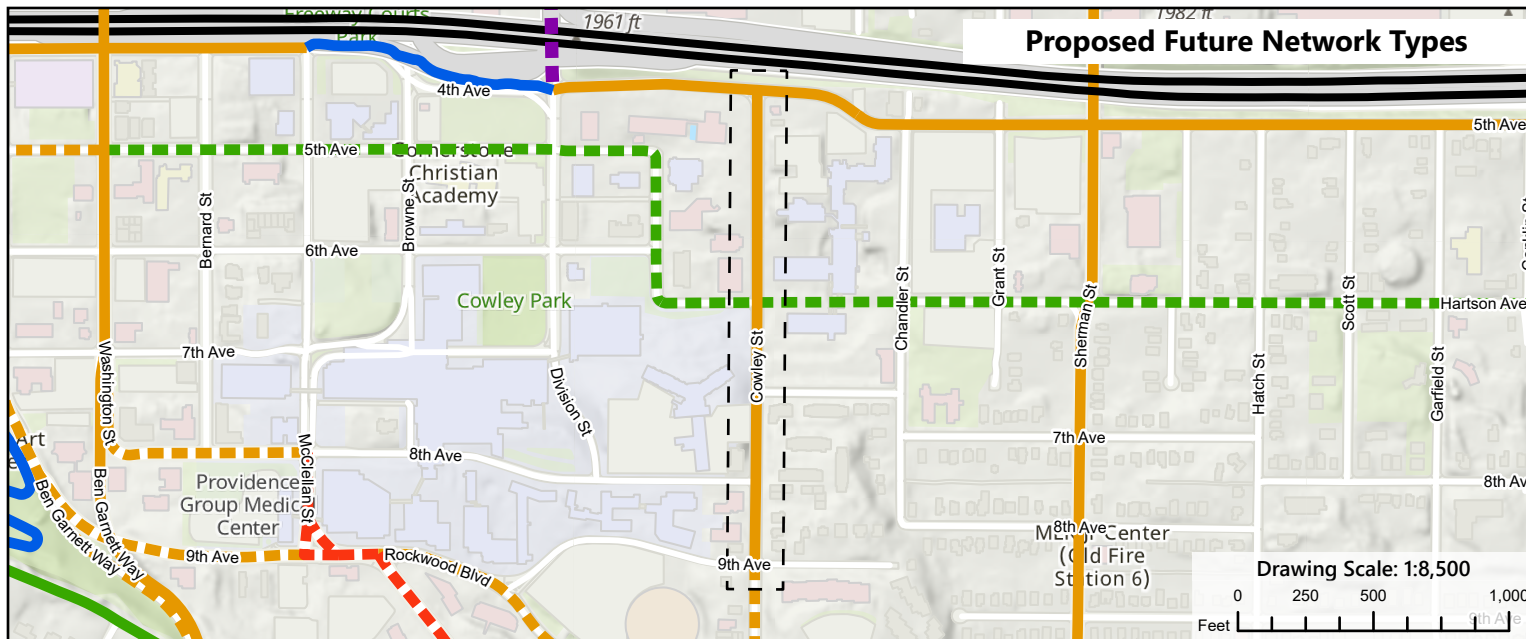 Freeway Courts
Park
1961 ft
1982 ft
Proposed Future Network Types
4th Ave
5th Ave
5th Ave
Cornerstone
Christian
Academy
Bernard St
Browne St
6th Ave
Cowley Park
Chandler St
Grant St
Sherman St
Scott St
Hartson Ave
7th Ave
Washington St
Cowley St
Hatch St
Garfield St
Division St
Art
7th Ave
McClellan St
8th Ave
8th Av
Providence
Group Medic
Center
Ben Garnett Way
Ben Garnett Way
8th Ave
Center
(Old Fire
Station 6)
9th Ave
Rockwood Blvd
9th Ave
Drawing Scale: 1:8,500
0 250 500 1,000
Feet
9th Ave